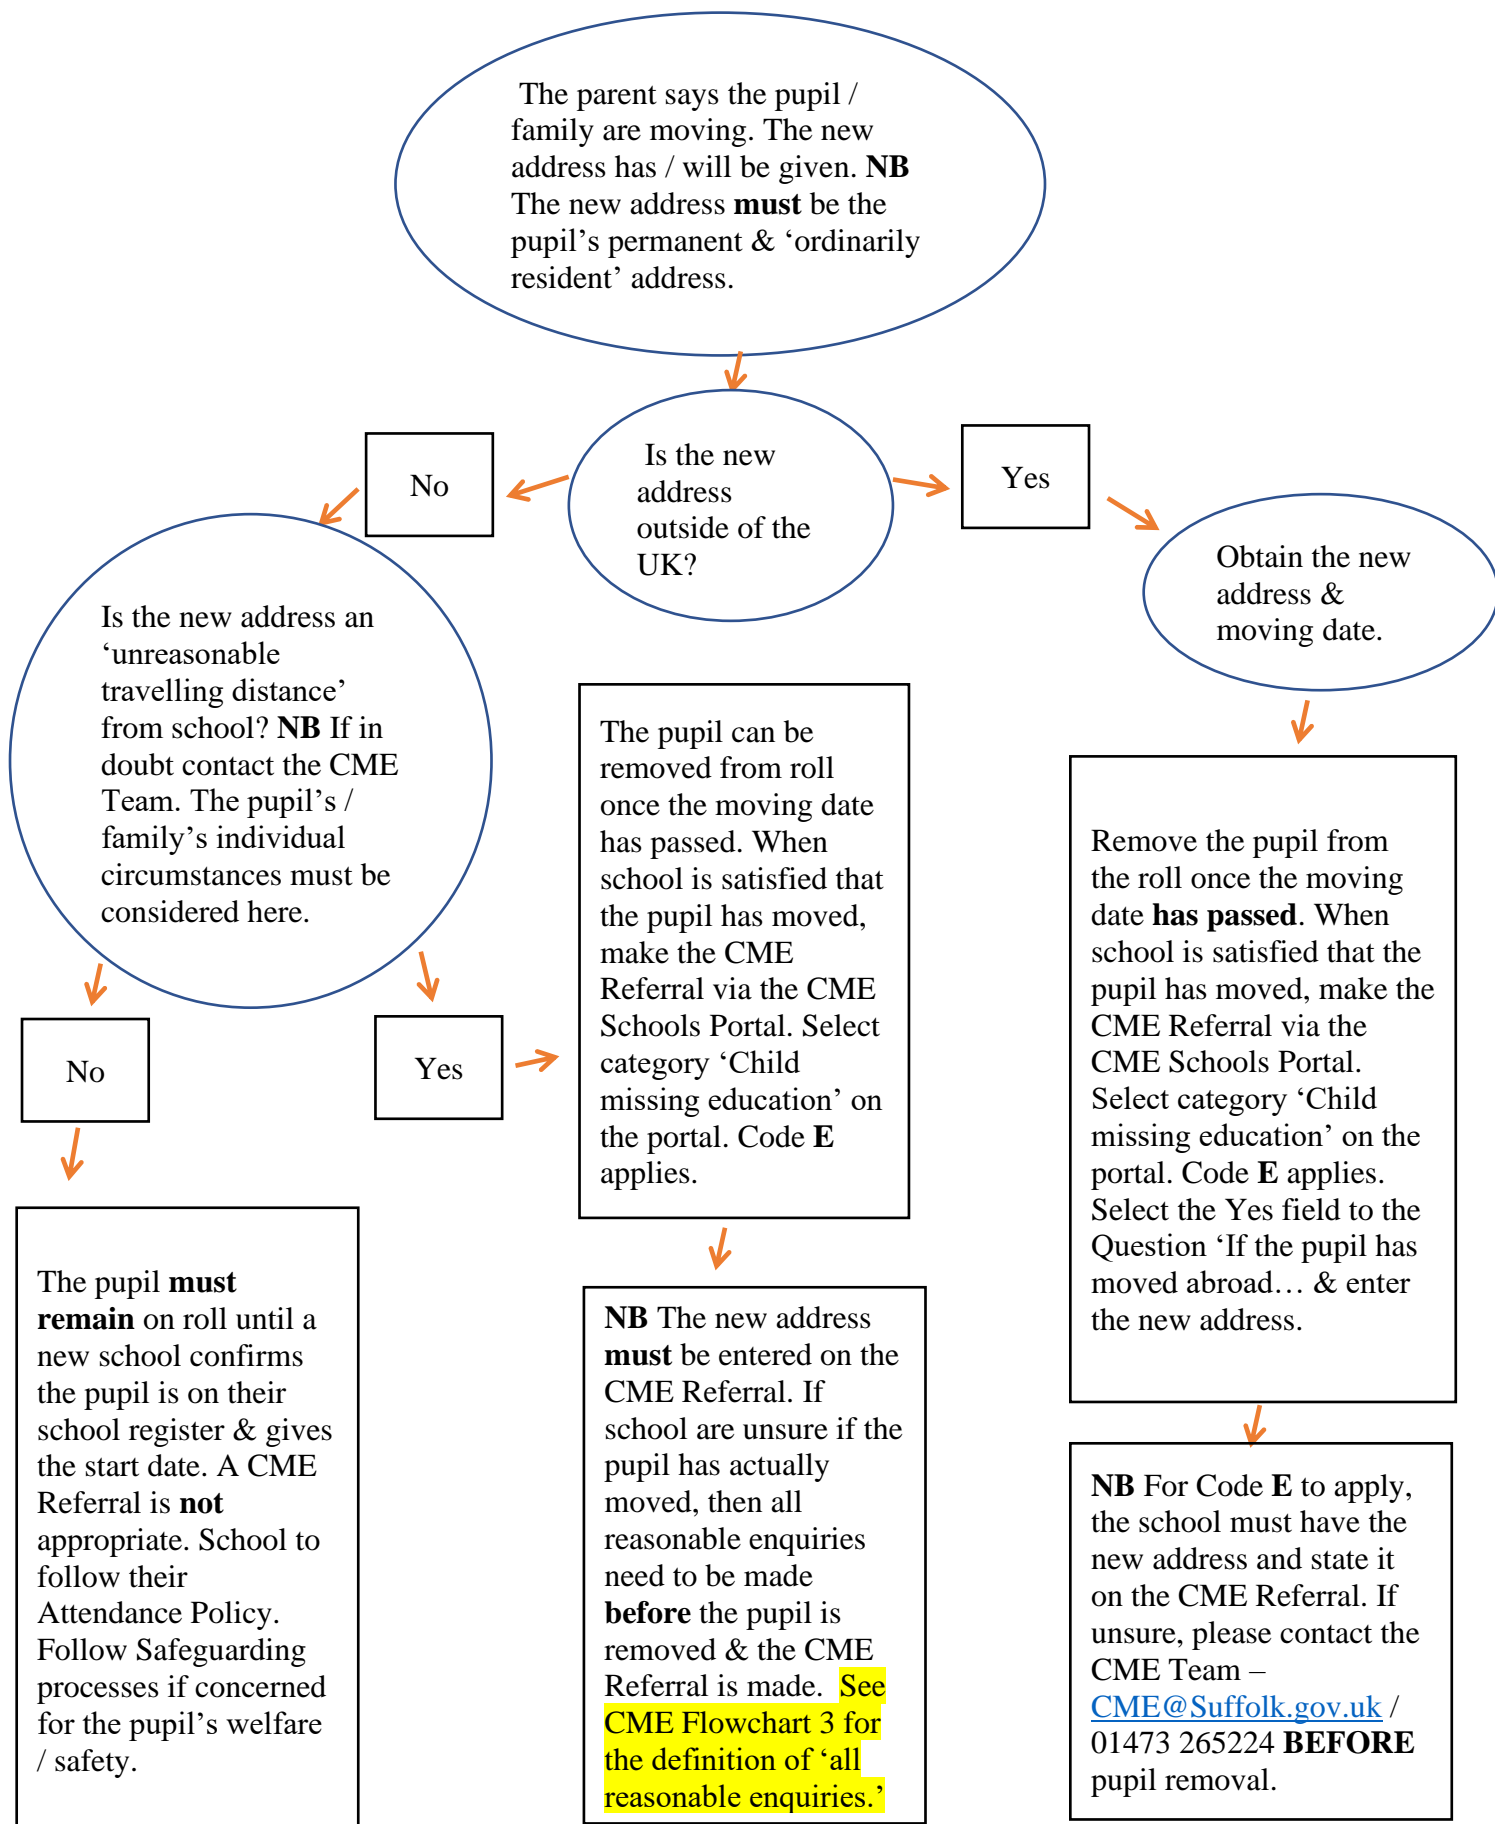 The parent says the pupil /
family are moving. The new
address has / will be given. NB
The new address must be the
pupil’s permanent & ‘ordinarily
resident’ address.
Is the new
address
outside of the
UK?
No
Yes
Is the new address an
‘unreasonable
travelling distance’
from school? NB If in
doubt contact the CME
Team. The pupil’s /
family’s individual
circumstances must be
considered here.
Obtain the new
address &
moving date.
No
Yes
The pupil must
remain on roll until a
new school confirms
the pupil is on their
school register & gives
the start date. A CME
Referral is not
appropriate. School to
follow their
Attendance Policy.
Follow Safeguarding
processes if concerned
for the pupil’s welfare
/ safety.
The pupil can be
removed from roll
once the moving date
has passed. When
school is satisfied that
the pupil has moved,
make the CME
Referral via the CME
Schools Portal. Select
category ‘Child
missing education’ on
the portal. Code E
applies.
NB The new address
must be entered on the
CME Referral. If
school are unsure if the
pupil has actually
moved, then all
reasonable enquiries
need to be made
before the pupil is
removed & the CME
Referral is made. See
CME Flowchart 3 for
the definition of ‘all
reasonable enquiries.’
Remove the pupil from
the roll once the moving
date has passed. When
school is satisfied that the
pupil has moved, make the
CME Referral via the
CME Schools Portal.
Select category ‘Child
missing education’ on the
portal. Code E applies.
Select the Yes field to the
Question ‘If the pupil has
moved abroad… & enter
the new address.
NB For Code E to apply,
the school must have the
new address and state it
on the CME Referral. If
unsure, please contact the
CME Team –
CME@Suffolk.gov.uk /
01473 265224 BEFORE
pupil removal.